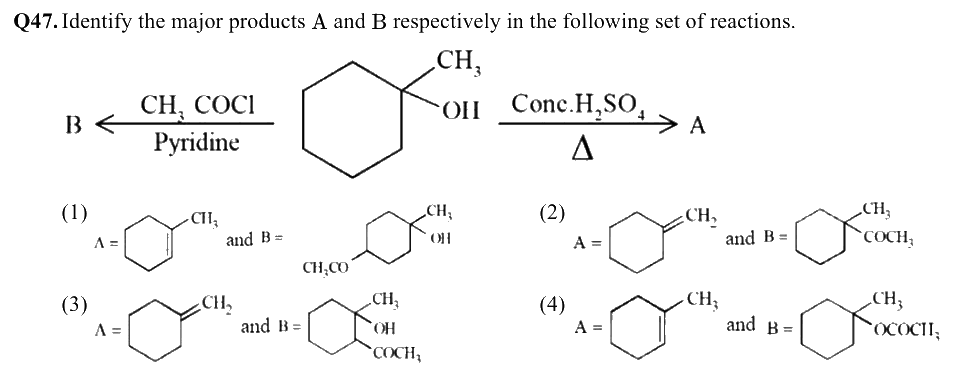 Q47. Identify the major products A and B respectively in the following set of reactions.
CH₃
OH
B
CH₃ COCl
Pyridine
Conc.H₂SO₄
Δ
A
(1)
A =
CH₃
and B =
CH₃
OH
CH₃CO
(2)
A =
CH₂
and B =
CH₃
COCH₃
(3)
A =
CH₂
and B =
CH₃
OH
COCH₃
(4)
A =
CH₃
and B =
CH₃
OCOCH₃